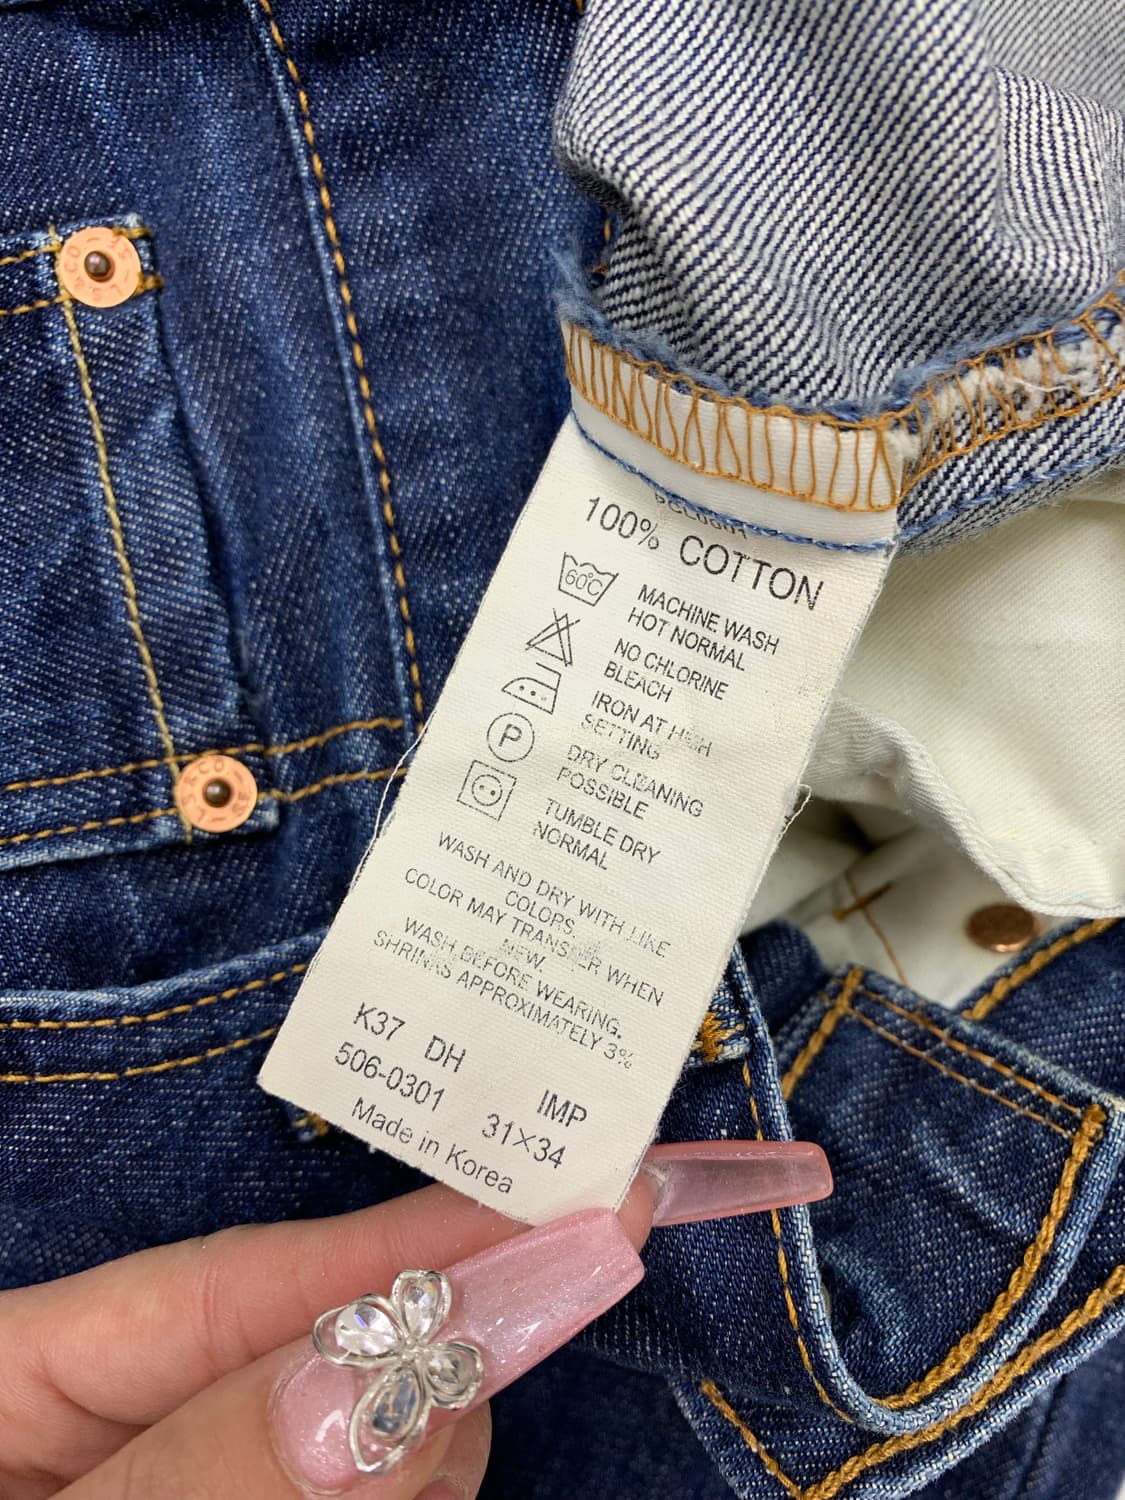 100% COTTON
60°C
MACHINE WASH
HOT NORMAL
NO CHLORINE
BLEACH
IRON AT HIGH
SETTING
P
DRY CLEANING
POSSIBLE
TUMBLE DRY
NORMAL
WASH AND DRY WITH LIKE
COLORS.
COLOR MAY TRANSFER WHEN
NEW.
WASH BEFORE WEARING.
SHRINKS APPROXIMATELY 3%
K37 DH IMP
506-0301 31×34
Made in Korea